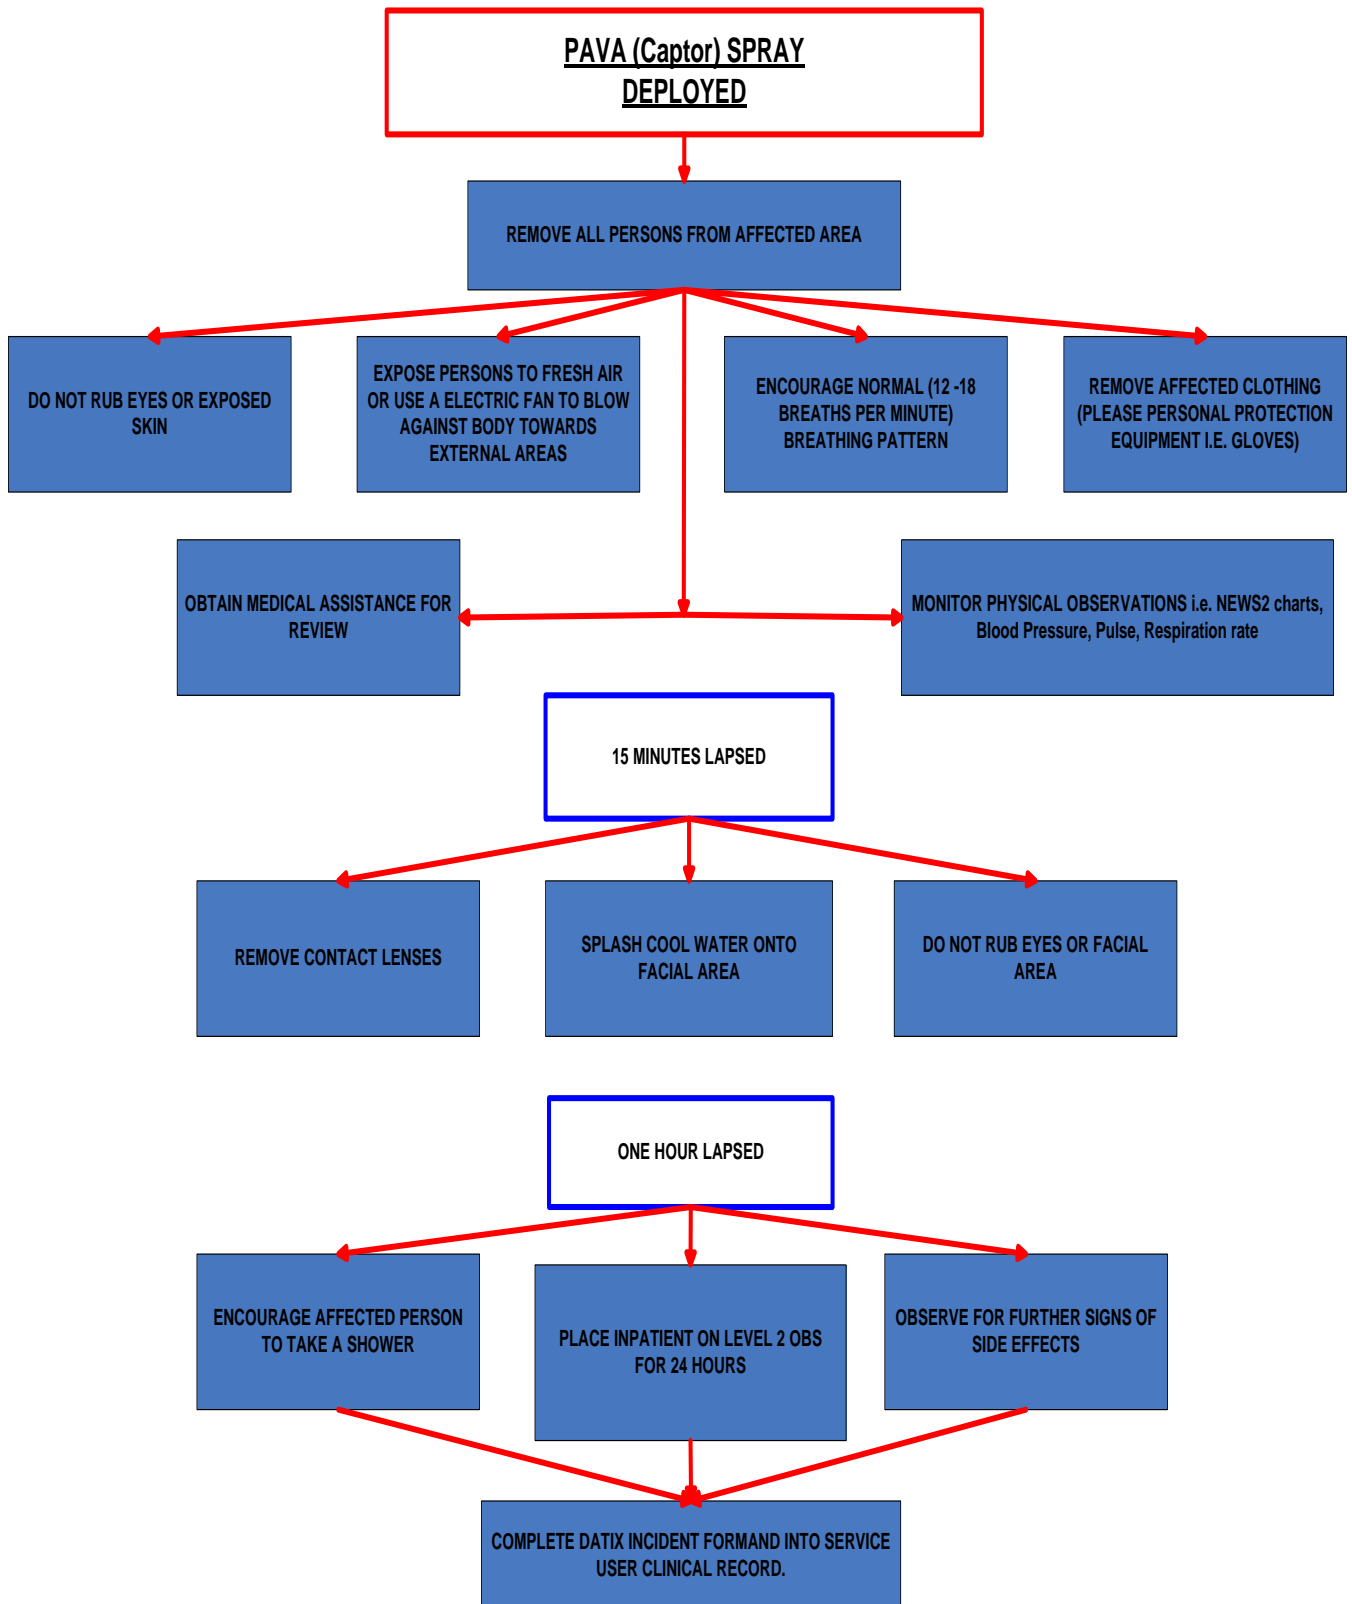 PAVA (Captor) SPRAY
DEPLOYED
REMOVE ALL PERSONS FROM AFFECTED AREA
DO NOT RUB EYES OR EXPOSED
SKIN
EXPOSE PERSONS TO FRESH AIR
OR USE A ELECTRIC FAN TO BLOW
AGAINST BODY TOWARDS
EXTERNAL AREAS
ENCOURAGE NORMAL (12 -18
BREATHS PER MINUTE)
BREATHING PATTERN
REMOVE AFFECTED CLOTHING
(PLEASE PERSONAL PROTECTION
EQUIPMENT I.E. GLOVES)
OBTAIN MEDICAL ASSISTANCE FOR
REVIEW
MONITOR PHYSICAL OBSERVATIONS i.e. NEWS2 charts,
Blood Pressure, Pulse, Respiration rate
15 MINUTES LAPSED
REMOVE CONTACT LENSES
SPLASH COOL WATER ONTO
FACIAL AREA
DO NOT RUB EYES OR FACIAL
AREA
ONE HOUR LAPSED
ENCOURAGE AFFECTED PERSON
TO TAKE A SHOWER
PLACE INPATIENT ON LEVEL 2 OBS
FOR 24 HOURS
OBSERVE FOR FURTHER SIGNS OF
SIDE EFFECTS
COMPLETE DATIX INCIDENT FORMAND INTO SERVICE
USER CLINICAL RECORD.